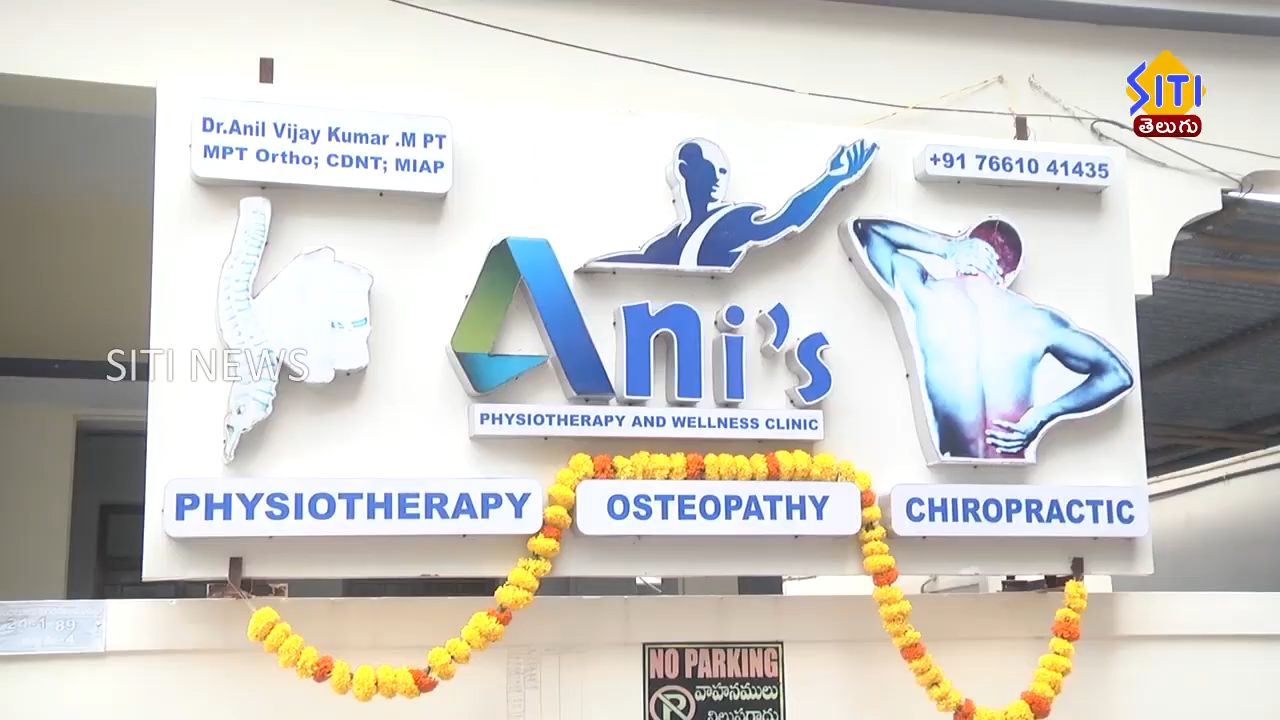 SITI
తెలుగు
Dr.Anil Vijay Kumar .M PT
MPT Ortho; CDNT; MIAP
+91 76610 41435
Ani's
PHYSIOTHERAPY AND WELLNESS CLINIC
SITI NEWS
PHYSIOTHERAPY
OSTEOPATHY
CHIROPRACTIC
NO PARKING
వాహనములు
నిలుపరాదు